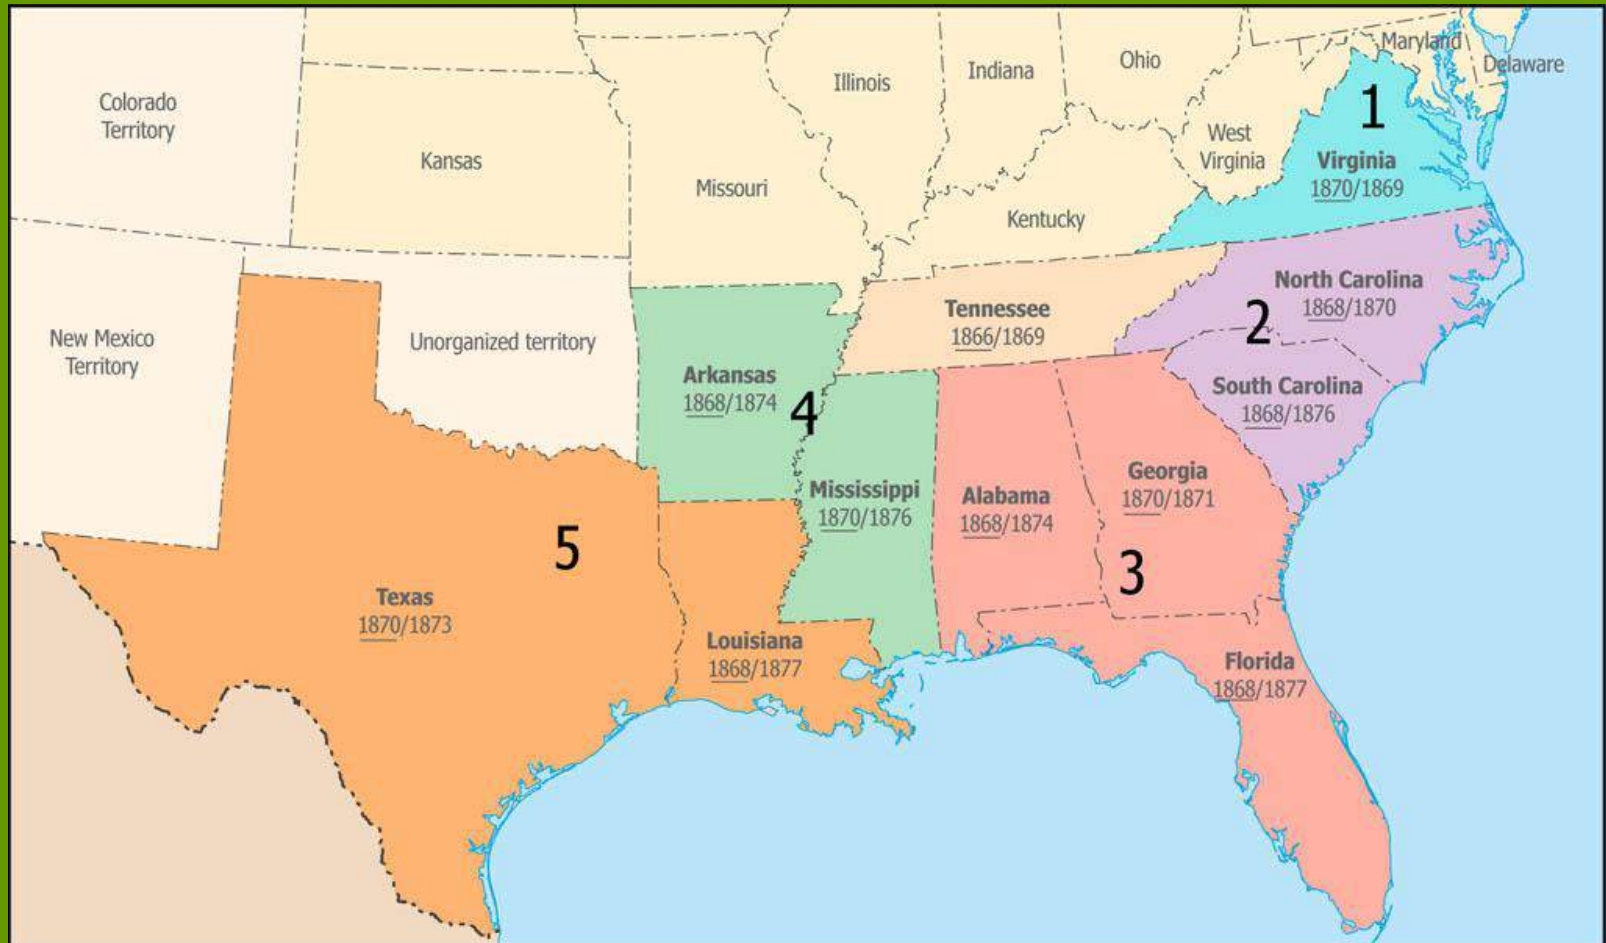 Colorado
Territory
Kansas
Missouri
Illinois
Indiana
Ohio
Maryland
Delaware
West
Virginia
Kentucky
1
Virginia
1870/1869
New Mexico
Territory
Unorganized territory
Arkansas
1868/1874
4
Tennessee
1866/1869
2
North Carolina
1868/1870
South Carolina
1868/1876
Mississippi
1870/1876
Alabama
1868/1874
Georgia
1870/1871
3
5
Texas
1870/1873
Louisiana
1868/1877
Florida
1868/1877